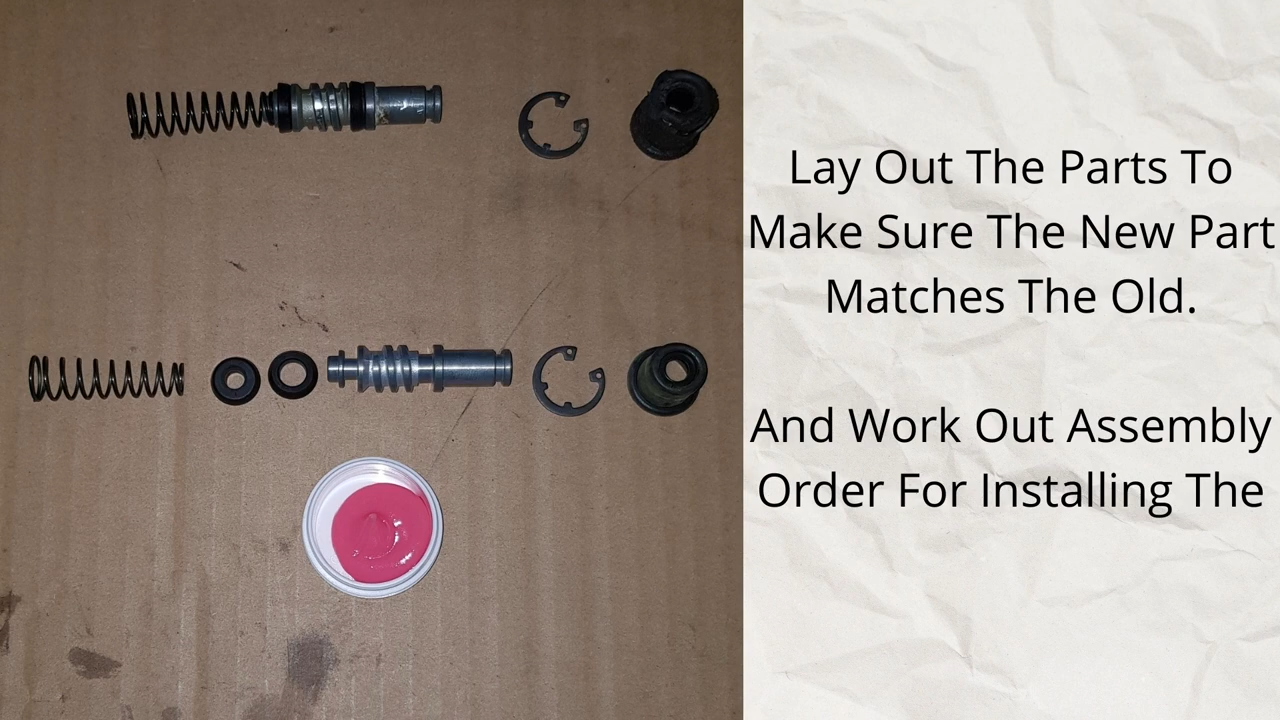 Lay Out The Parts To
Make Sure The New Part
Matches The Old.
And Work Out Assembly
Order For Installing The